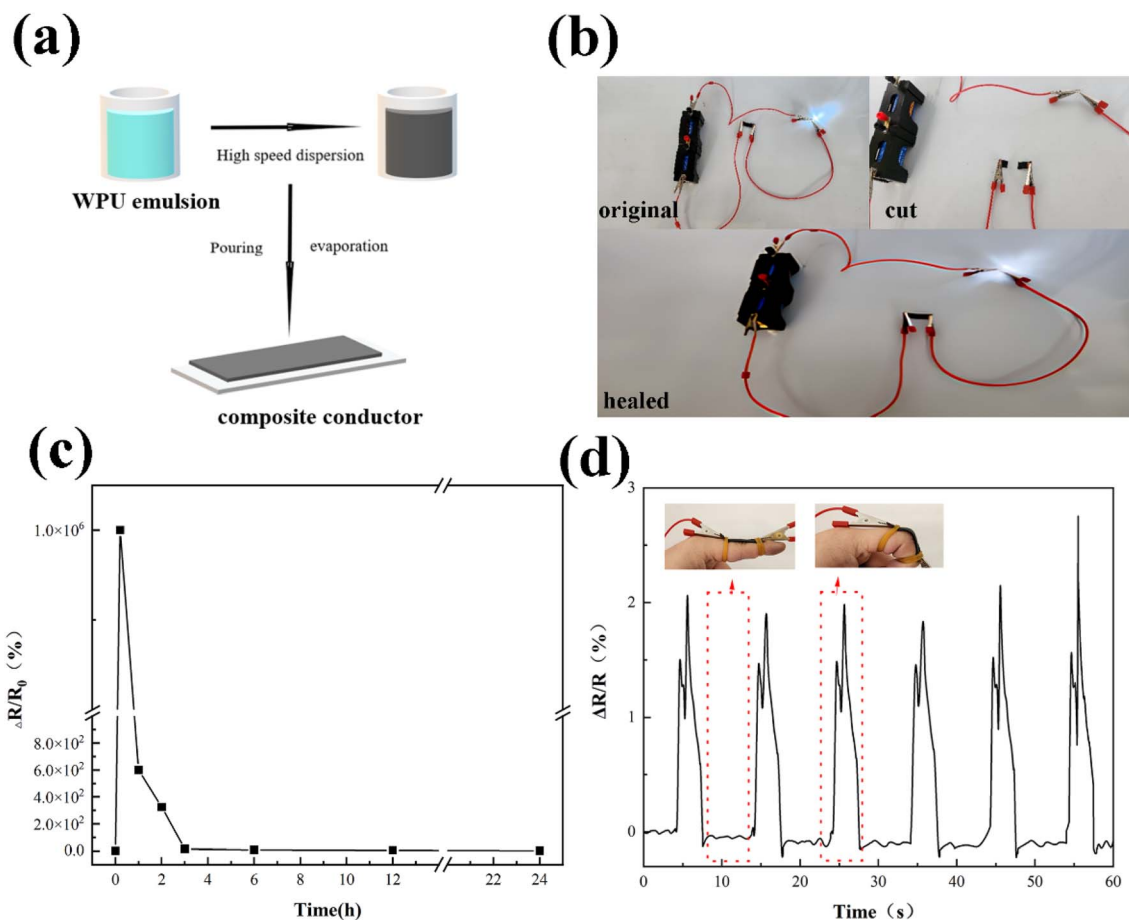 (a)
High speed dispersion
WPU emulsion
Pouring evaporation
composite conductor
(b)
original
cut
healed
(c)
△R/R₀ (%)
1.0×10⁶
8.0×10²
6.0×10²
4.0×10²
2.0×10²
0.0
0 2 4 6 8 10 12 22 24
Time(h)
(d)
ΔR/R (%)
3
2
1
0
0 10 20 30 40 50 60
Time (s)